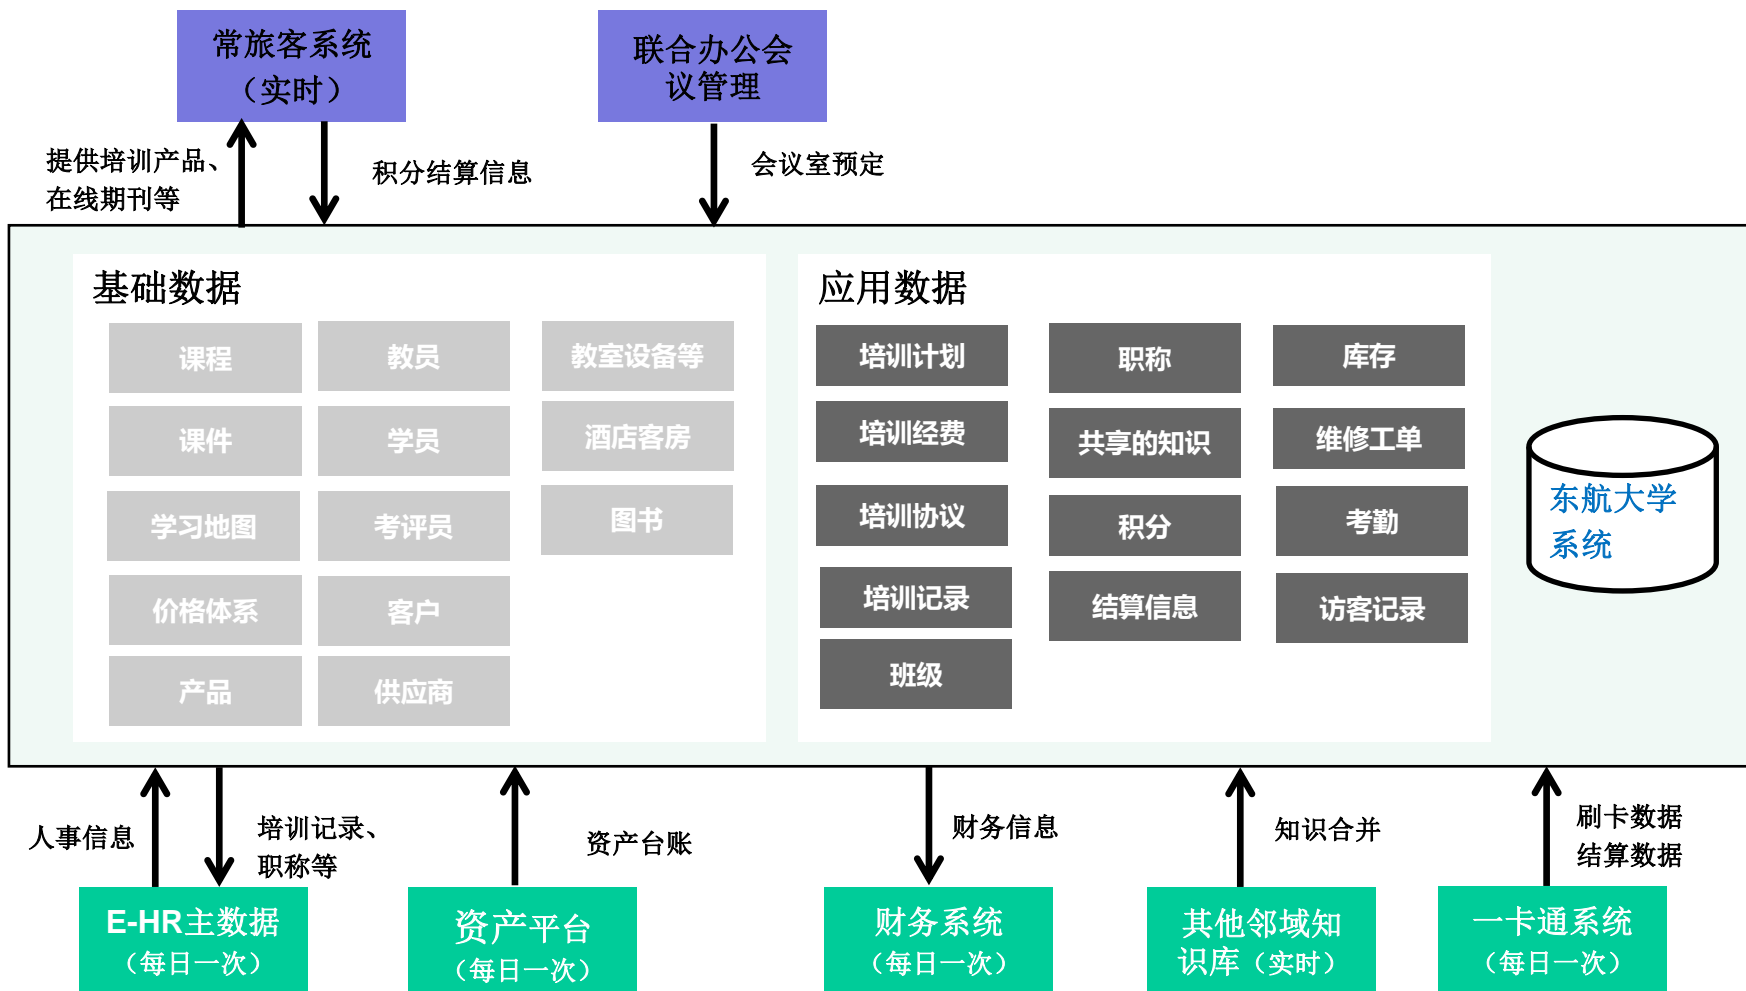 常旅客系统
（实时）
联合办公会
议管理
提供培训产品、
在线期刊等
积分结算信息
会议室预定
基础数据
课程
教员
教室设备等
课件
学员
酒店客房
学习地图
考评员
图书
价格体系
客户
产品
供应商
应用数据
培训计划
职称
库存
培训经费
共享的知识
维修工单
培训协议
积分
考勤
培训记录
结算信息
访客记录
班级
东航大学
系统
人事信息
培训记录、
职称等
资产台账
财务信息
知识合并
刷卡数据
结算数据
E-HR主数据
（每日一次）
资产平台
（每日一次）
财务系统
（每日一次）
其他邻域知
识库（实时）
一卡通系统
（每日一次）